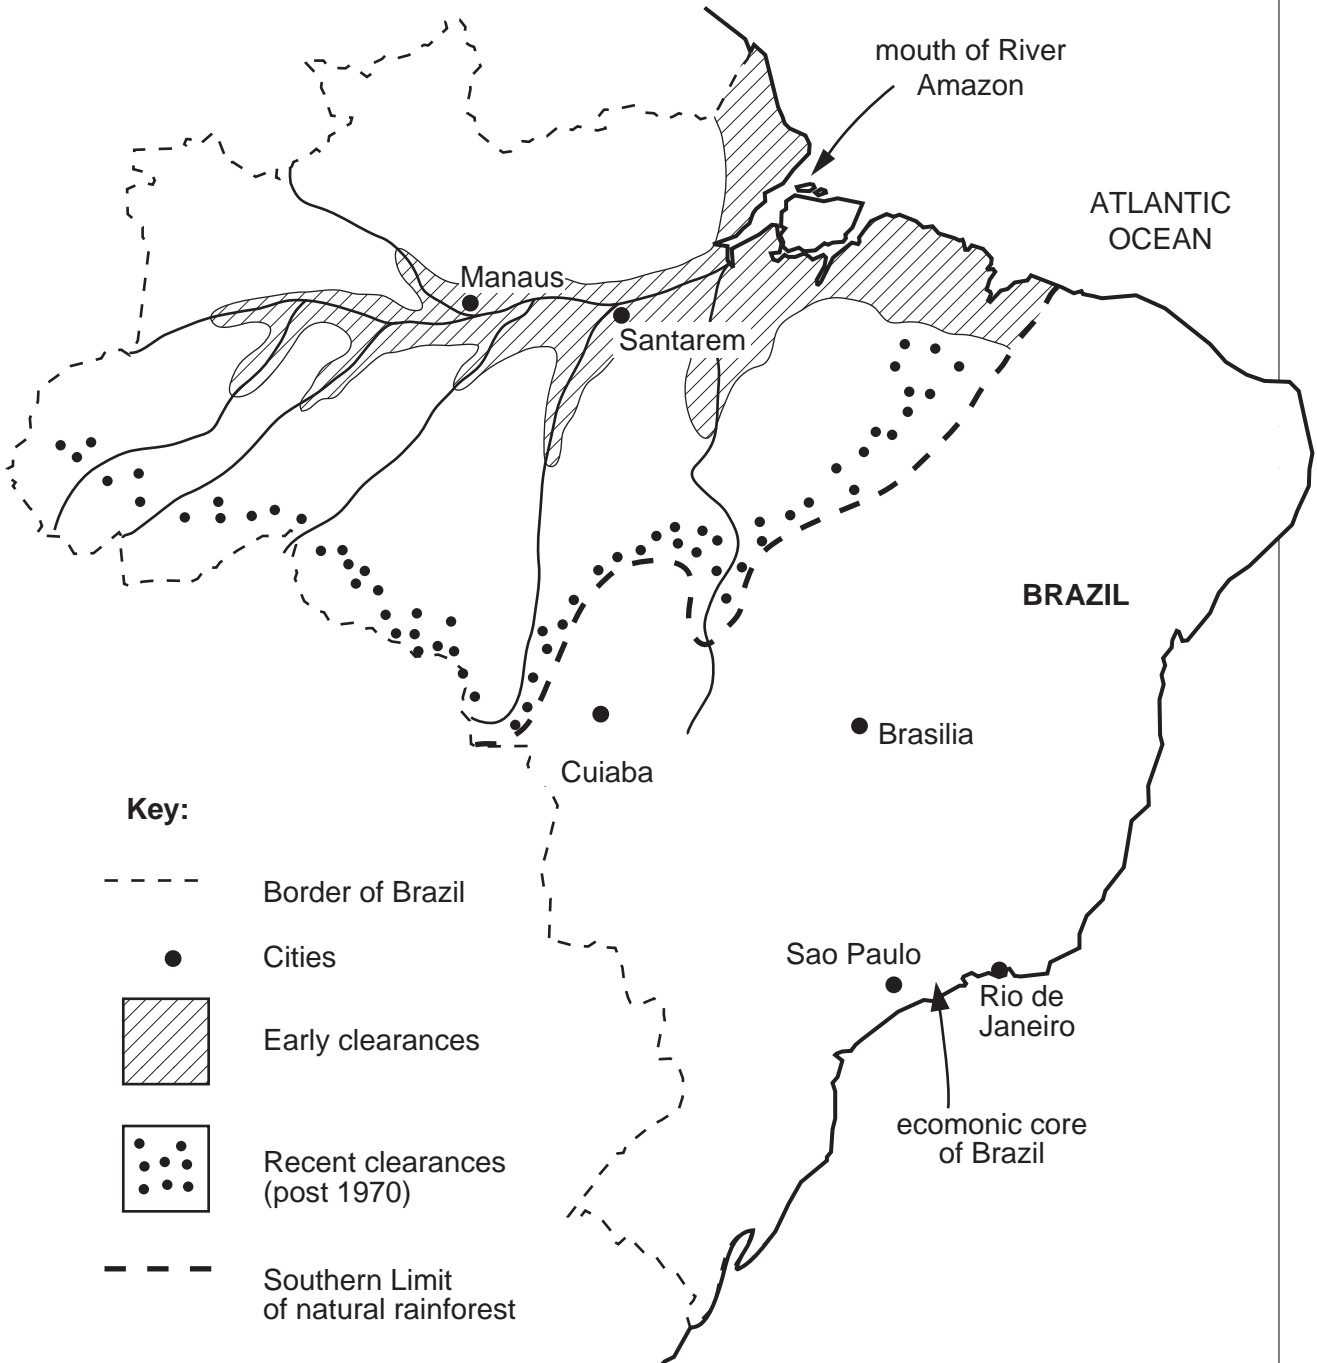 mouth of River
Amazon
ATLANTIC
OCEAN
Manaus
Santarem
BRAZIL
Brasilia
Cuiaba
Key:
Border of Brazil
Cities
Early clearances
Recent clearances
(post 1970)
Southern Limit
of natural rainforest
Sao Paulo
Rio de
Janeiro
ecomonic core
of Brazil